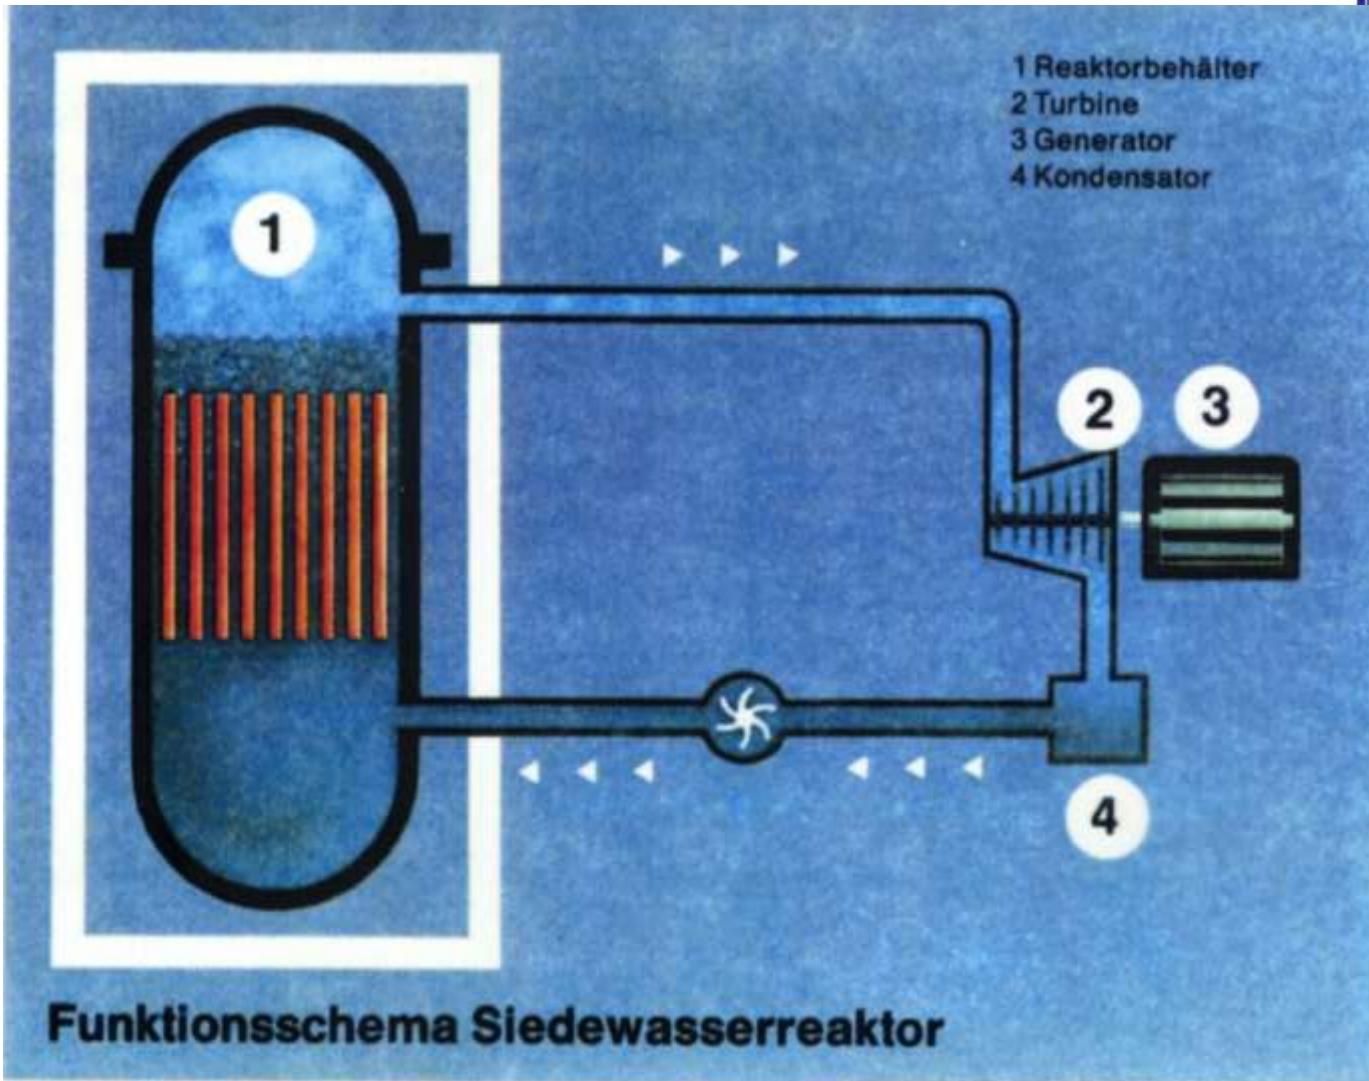 1 Reaktorbehälter
2 Turbine
3 Generator
4 Kondensator
1
2
3
4
Funktionsschema Siedewasserreaktor